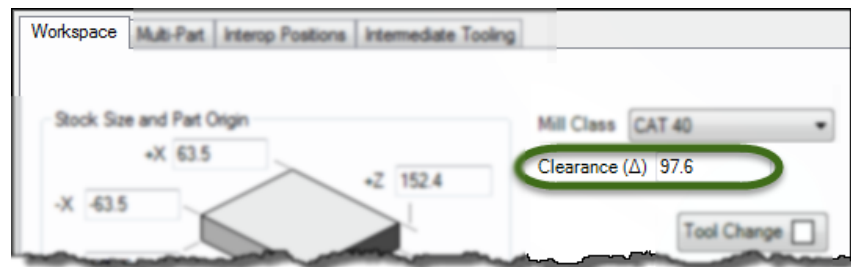 Workspace Multi-Part Interop Positions Intermediate Tooling
Stock Size and Part Origin
Mill Class CAT 40
+X 63.5
Clearance (Δ) 97.6
+Z 152.4
-X -63.5
Tool Change